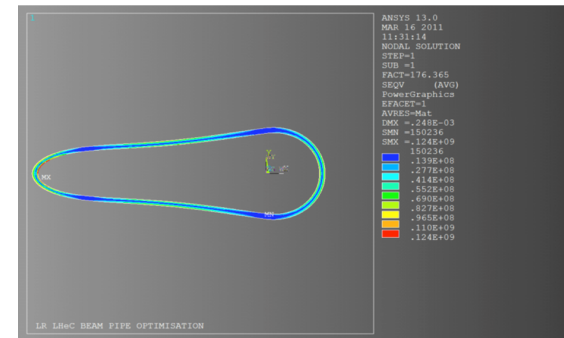 1
ANSYS 13.0
MAR 16 2011
11:31:14
NODAL SOLUTION
STEP=1
SUB =1
FACT=176.365
SEQV (AVG)
PowerGraphics
EFACET=1
AVRES=Mat
DMX =.248E-03
SMN =150236
SMX =.124E+09
150236
.139E+08
.277E+08
.414E+08
.552E+08
.690E+08
.827E+08
.965E+08
.110E+09
.124E+09
Y
MX
MN
LR LHeC BEAM PIPE OPTIMISATION